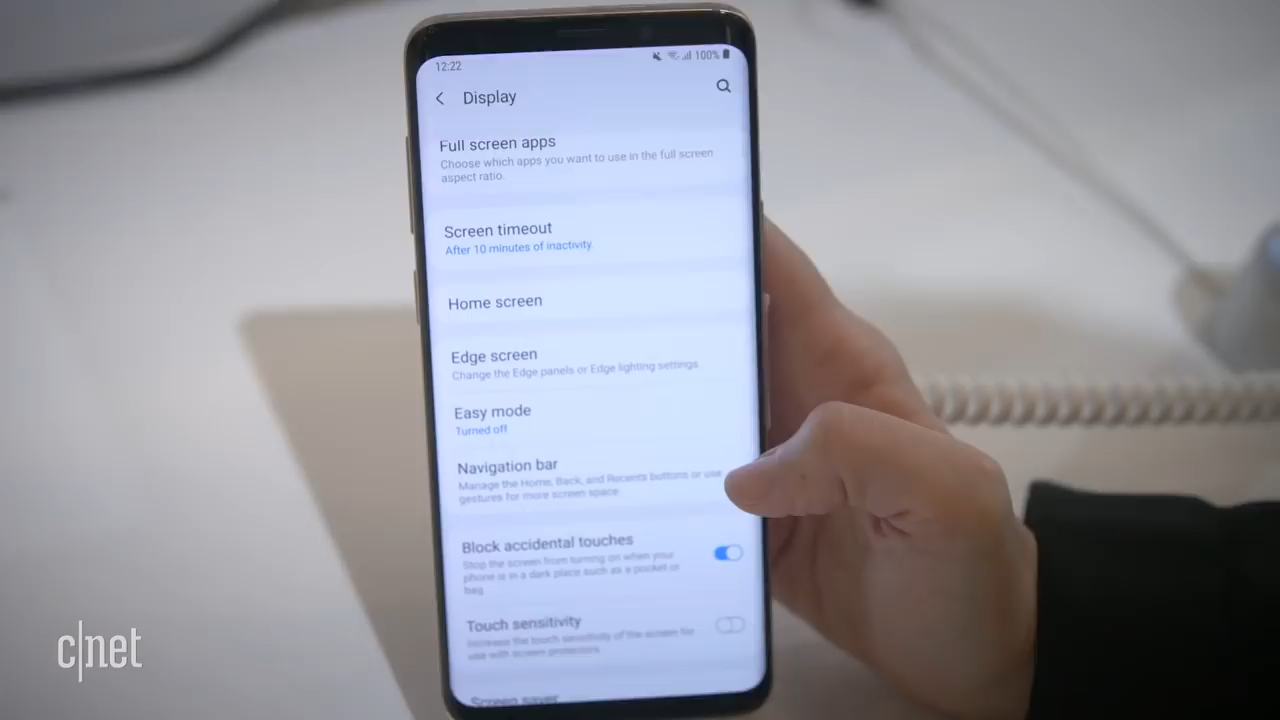 12:22
100%
Display
Full screen apps
Choose which apps you want to use in the full screen
aspect ratio.
Screen timeout
After 10 minutes of inactivity.
Home screen
Edge screen
Change the Edge panels or Edge lighting settings
Easy mode
Turned off
Navigation bar
Manage the Home, Back, and Recents buttons or use
gestures for more screen space.
Block accidental touches
Stop the screen from turning on when your
phone is in a dark place such as a pocket or
bag.
Touch sensitivity
Increase the touch sensitivity of the screen for
use with screen protectors.
Screen saver
c|net